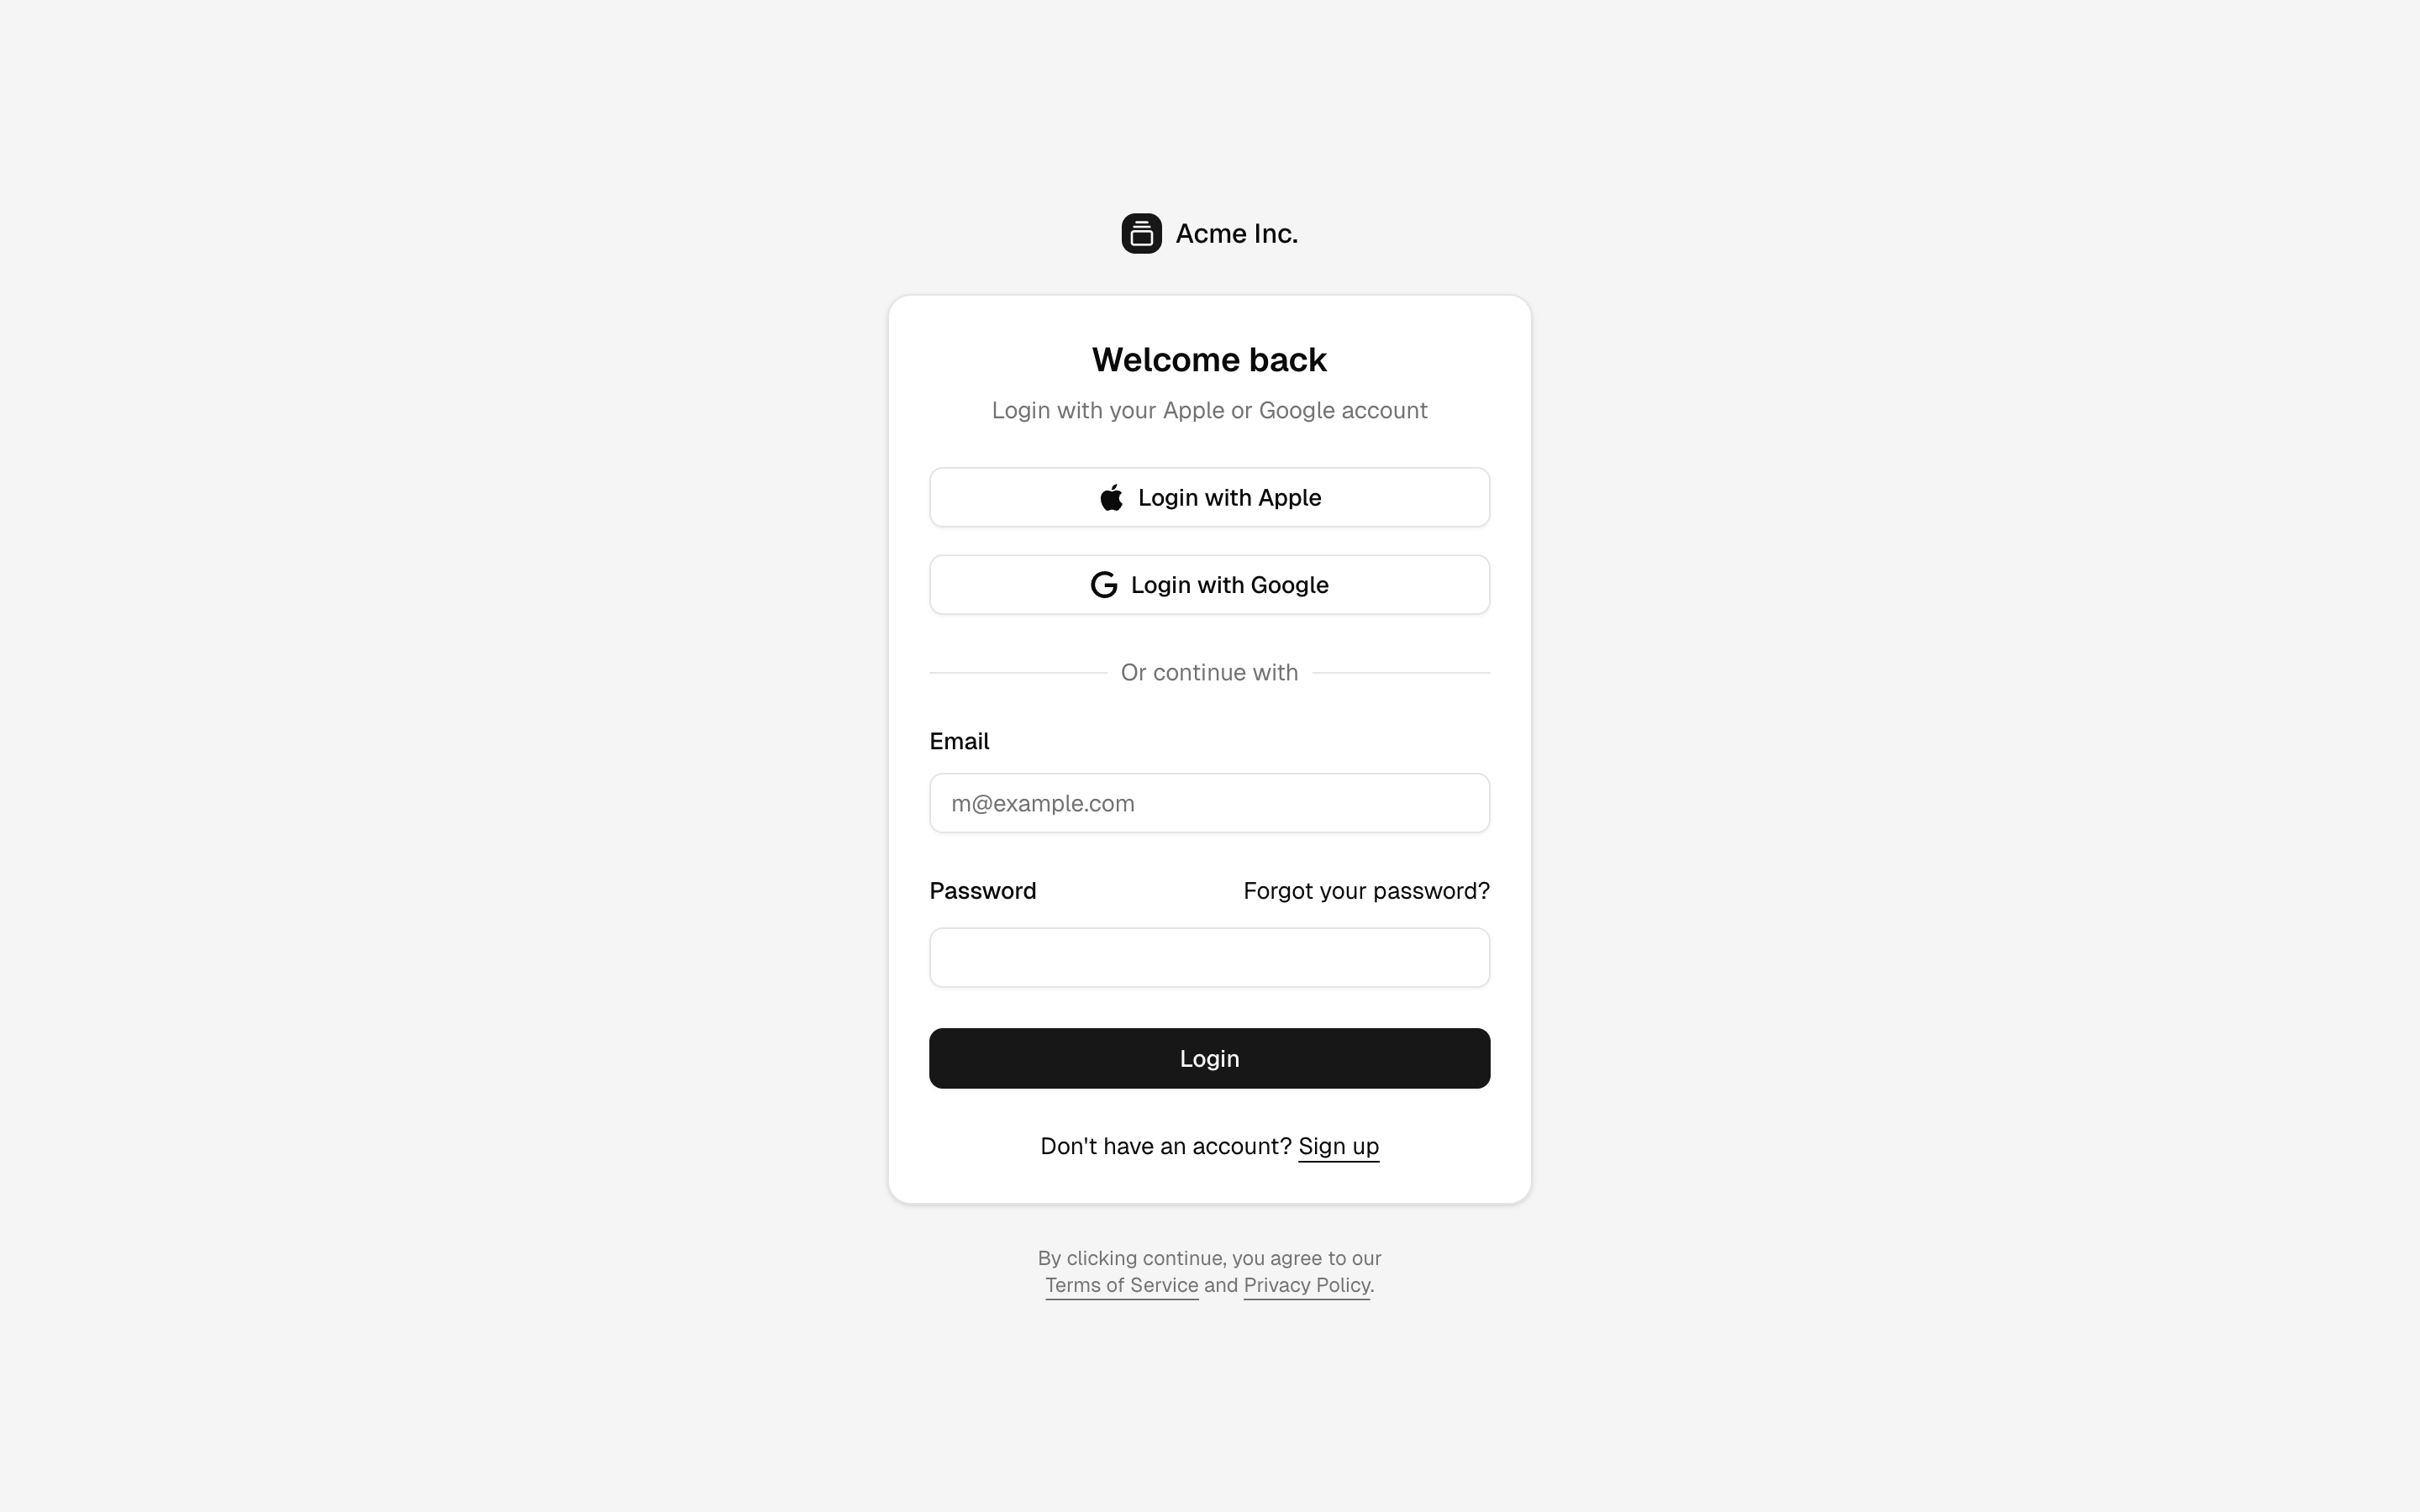 Acme Inc.
Welcome back
Login with your Apple or Google account
Login with Apple
Login with Google
Or continue with
Email
m@example.com
Password
Forgot your password?
Login
Don't have an account? Sign up
By clicking continue, you agree to our
Terms of Service and Privacy Policy.